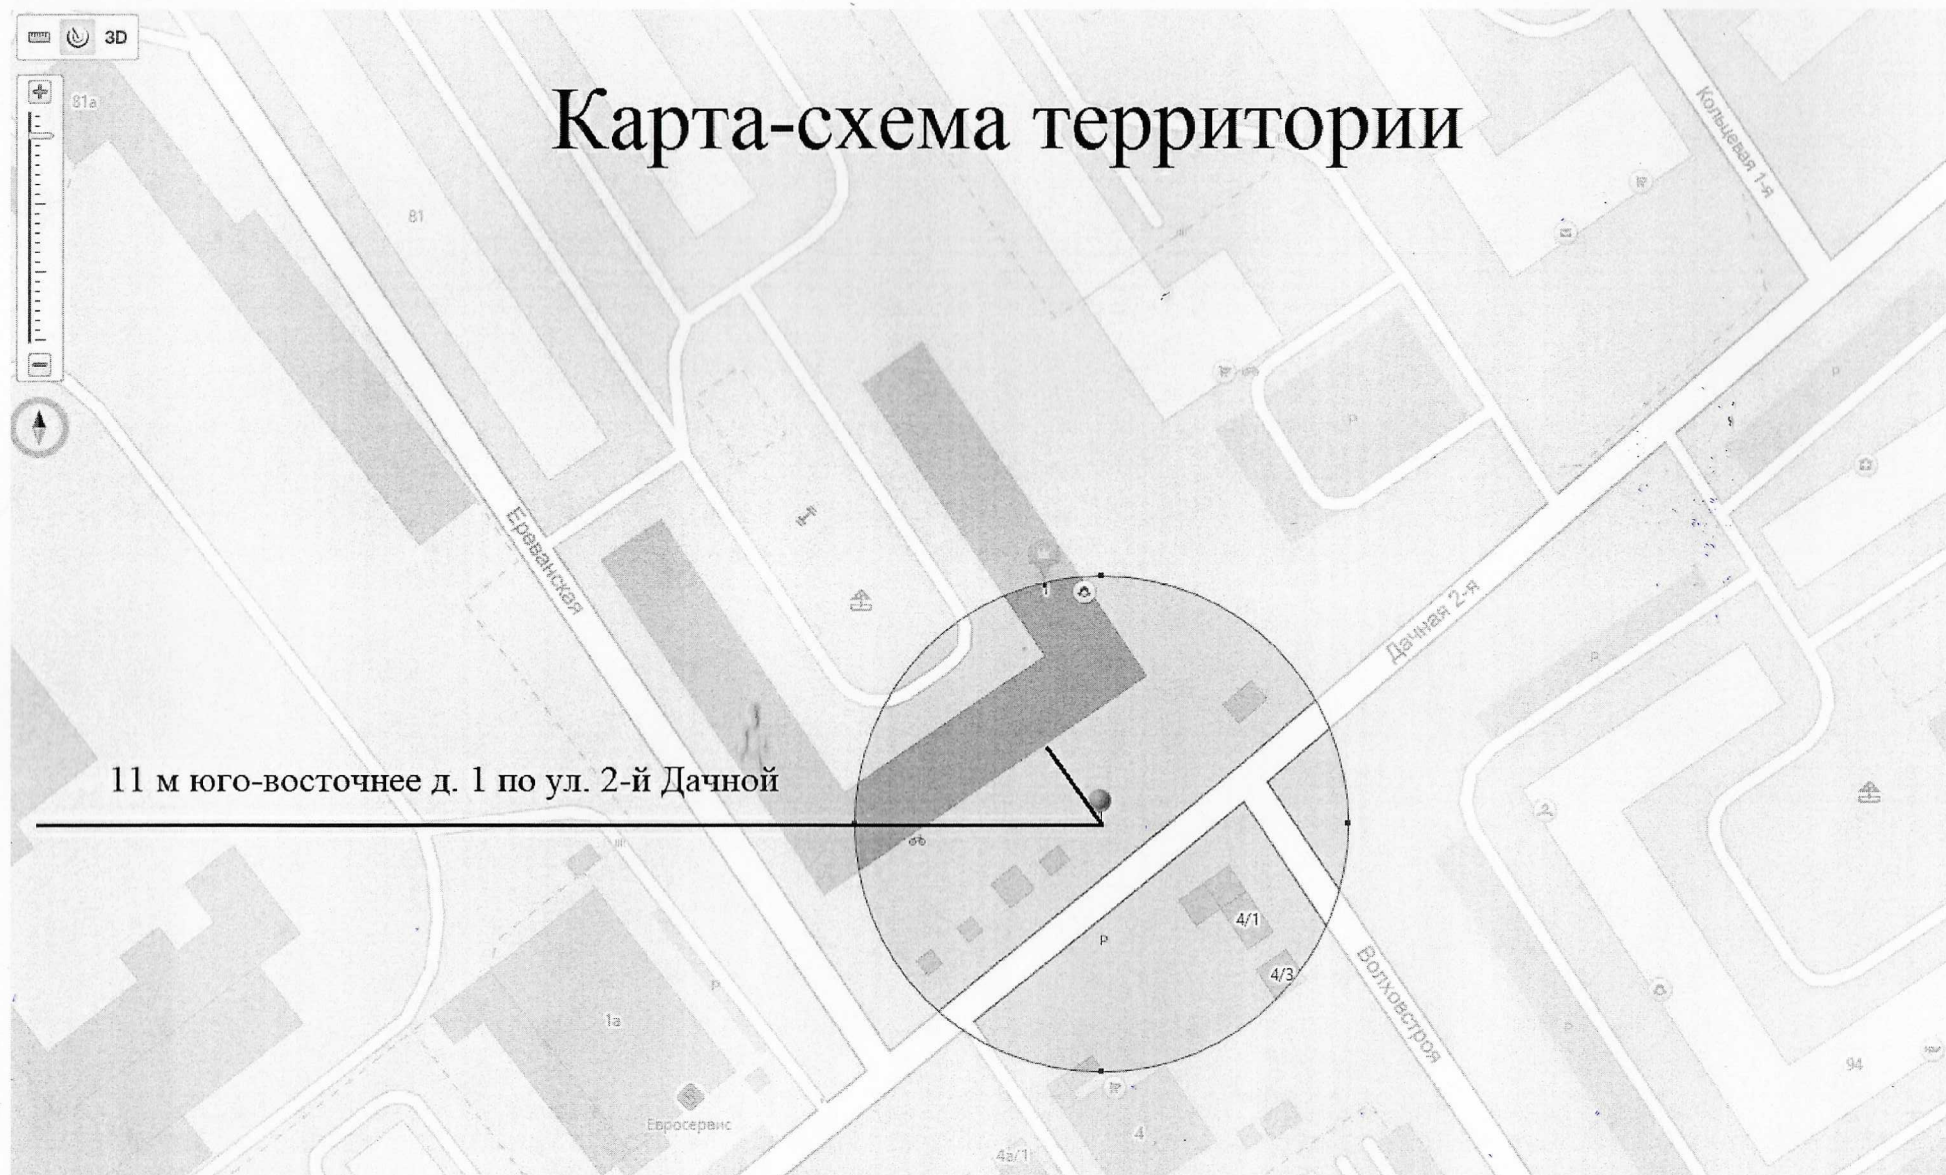 3D
81а
Карта-схема территории
Кольцевая 1-я
81
P
P
Ереванская
Дачная 2-я
P
11 м юго-восточнее д. 1 по ул. 2-й Дачной
4/1
P
4/3
Волховстроя
P
1а
P
94
Евросервис
4
4а/1